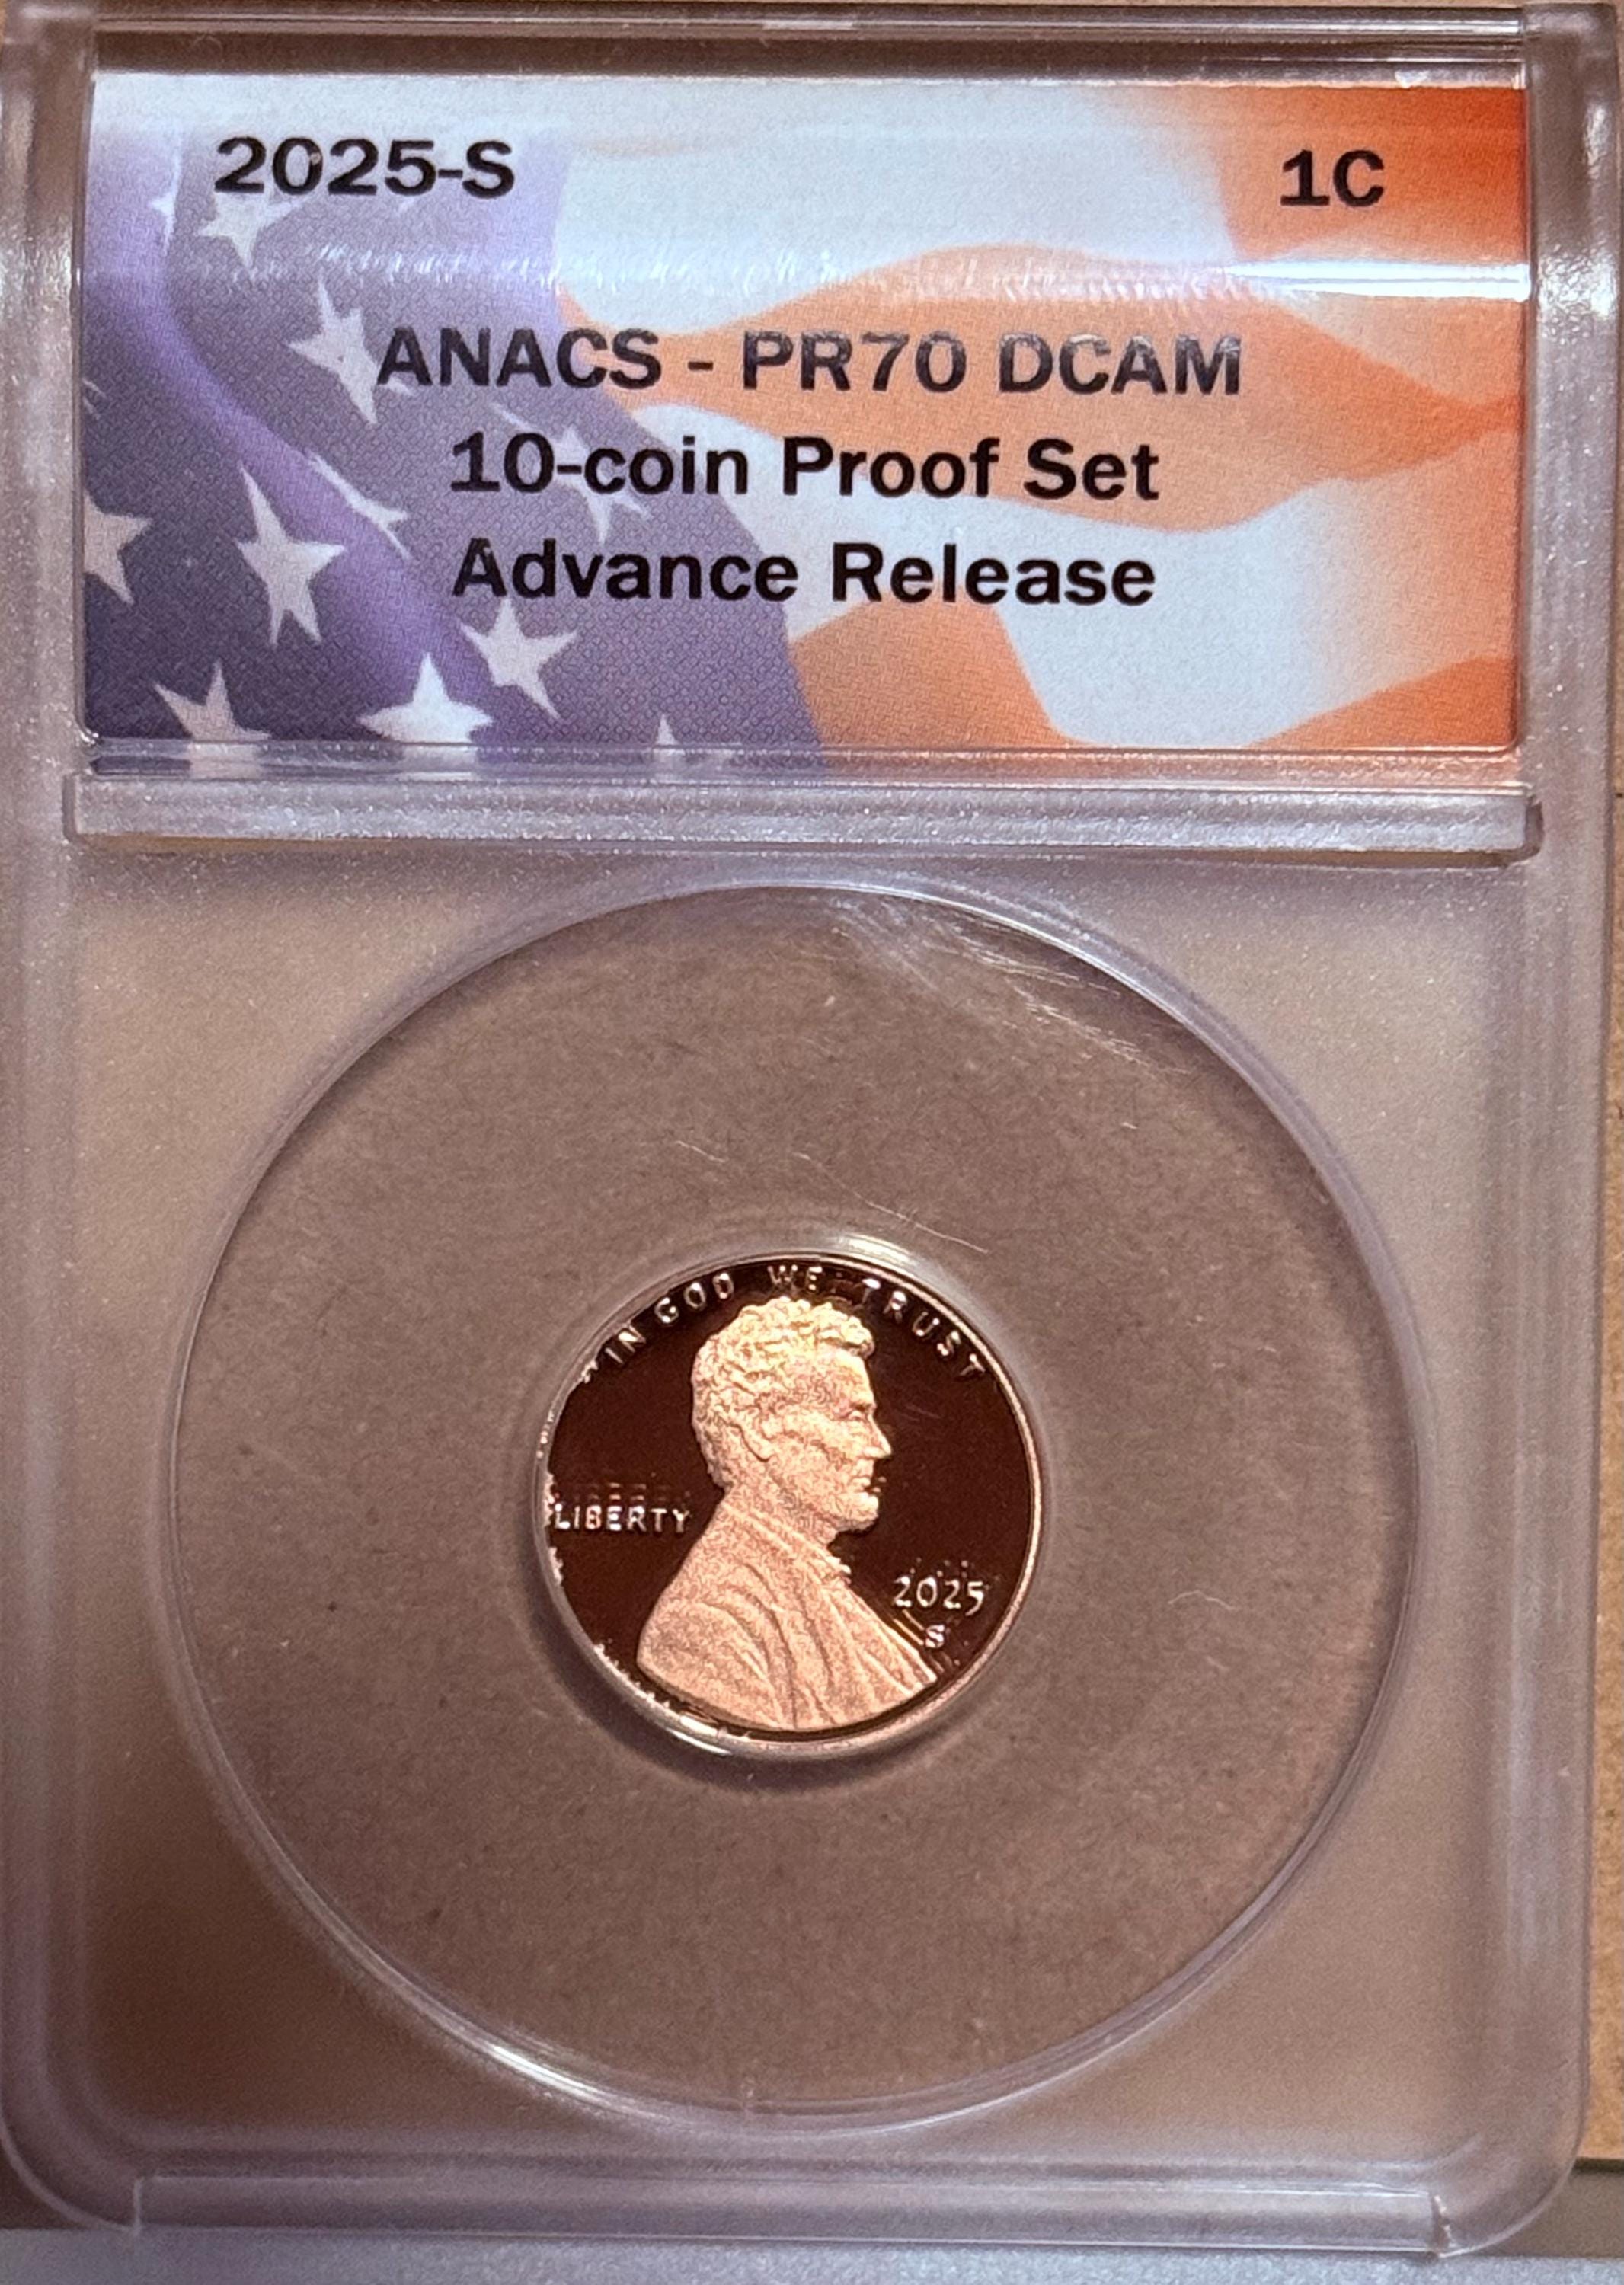 2025-S 1C
ANACS - PR70 DCAM
10-coin Proof Set
Advance Release
IN GOD WE TRUST
LIBERTY
2025
S